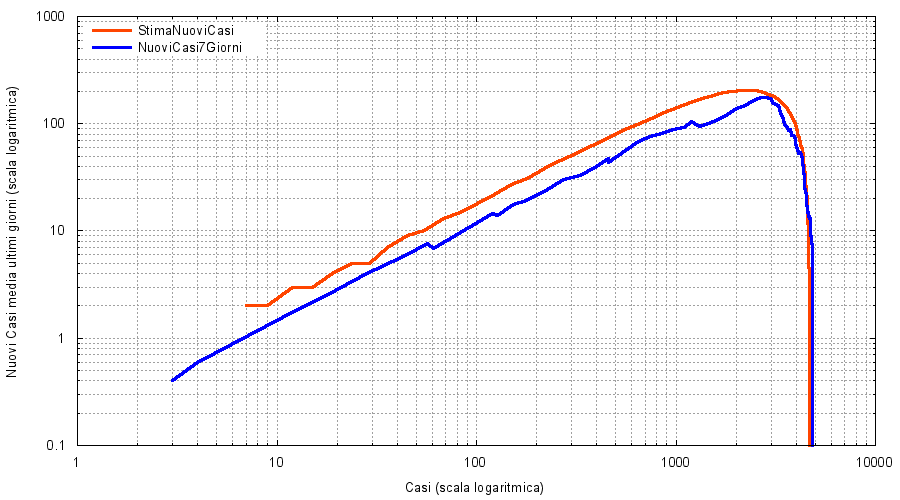 1000
StimaNuoviCasi
NuoviCasi7Giorni
100
10
1
0.1
Nuovi Casi media ultimi giorni (scala logaritmica)
1 10 100 1000 10000
Casi (scala logaritmica)